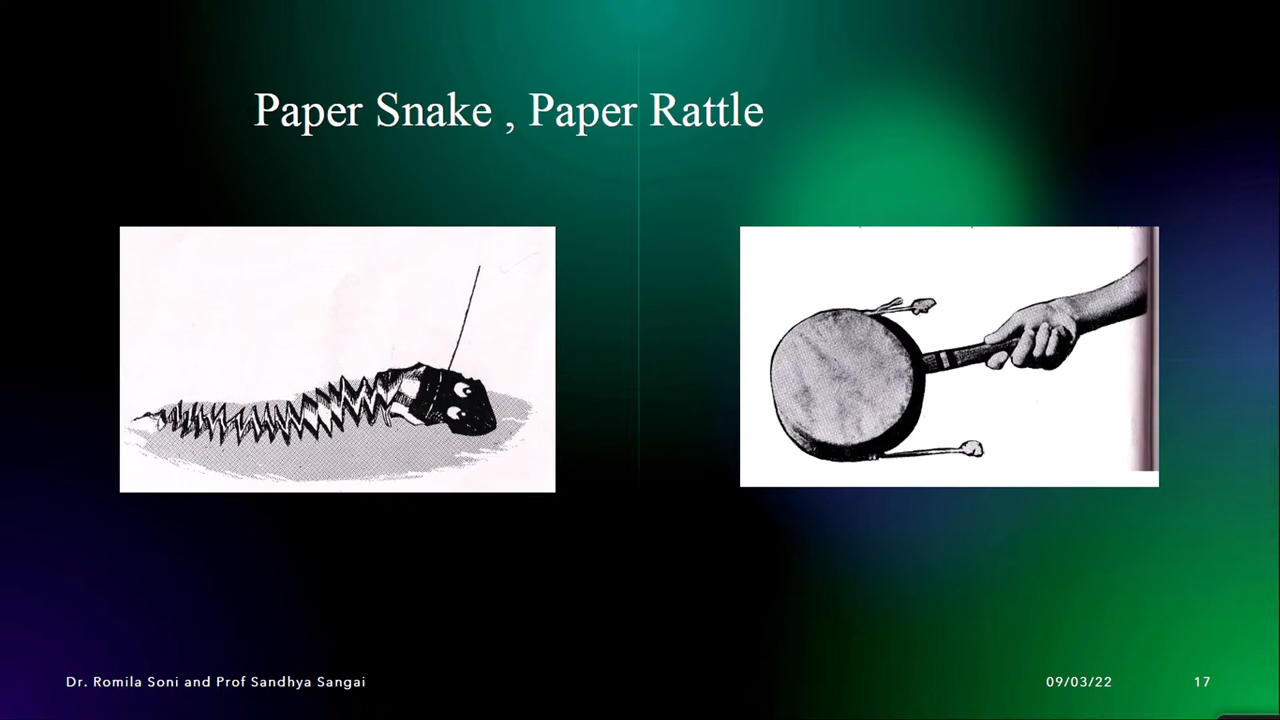 Paper Snake , Paper Rattle
Dr. Romila Soni and Prof Sandhya Sangai
09/03/22
17